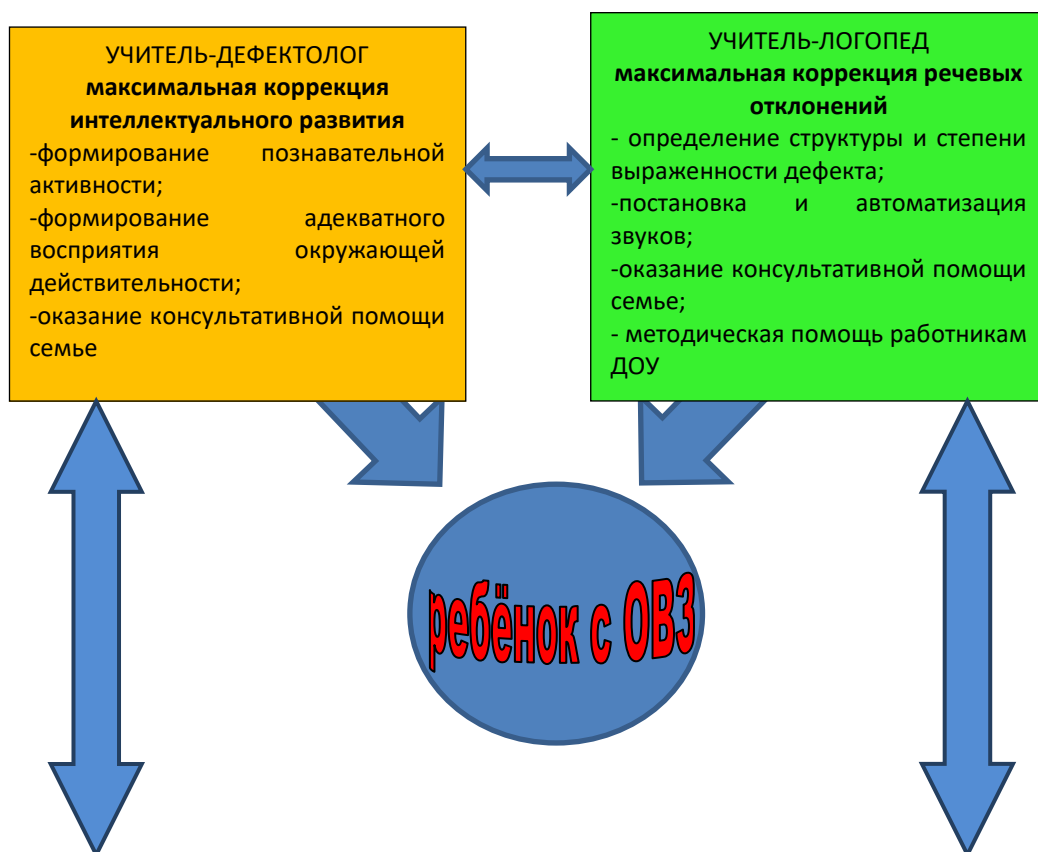 УЧИТЕЛЬ-ДЕФЕКТОЛОГ
максимальная коррекция
интеллектуального развития
-формирование познавательной
активности;
-формирование адекватного
восприятия окружающей
действительности;
-оказание консультативной помощи
семье
УЧИТЕЛЬ-ЛОГОПЕД
максимальная коррекция речевых
отклонений
- определение структуры и степени
выраженности дефекта;
-постановка и автоматизация
звуков;
-оказание консультативной помощи
семье;
- методическая помощь работникам
ДОУ
ребёнок с ОВЗ